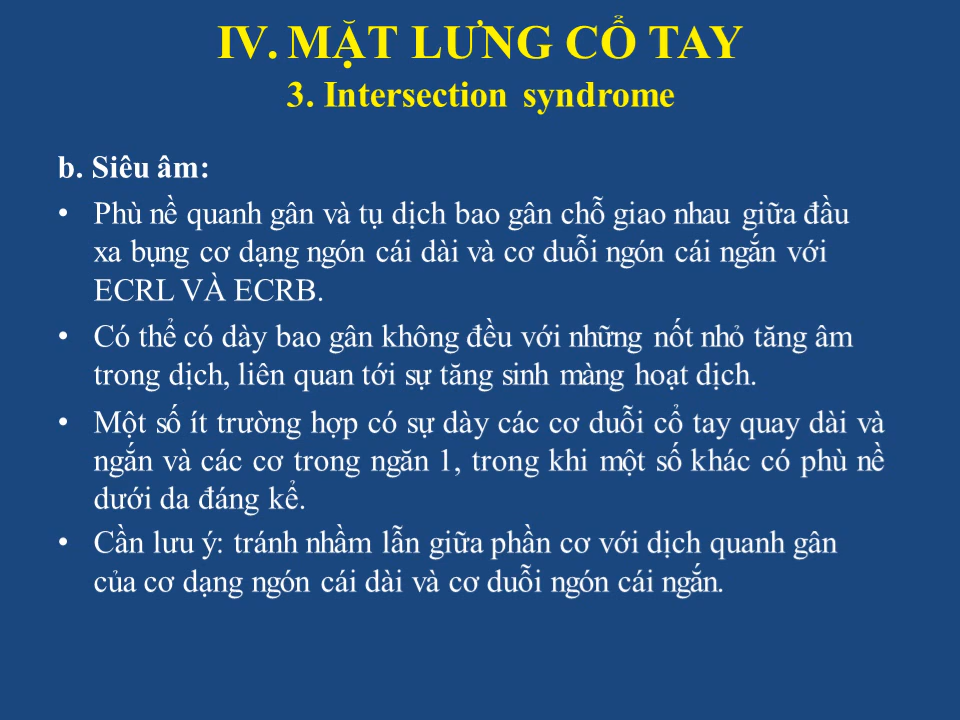 IV. MẶT LƯNG CỔ TAY
3. Intersection syndrome
b. Siêu âm:
• Phù nề quanh gân và tụ dịch bao gân chỗ giao nhau giữa đầu
xa bụng cơ dạng ngón cái dài và cơ duỗi ngón cái ngắn với
ECRL VÀ ECRB.
• Có thể có dày bao gân không đều với những nốt nhỏ tăng âm
trong dịch, liên quan tới sự tăng sinh màng hoạt dịch.
• Một số ít trường hợp có sự dày các cơ duỗi cổ tay quay dài và
ngắn và các cơ trong ngăn 1, trong khi một số khác có phù nề
dưới da đáng kể.
• Cần lưu ý: tránh nhầm lẫn giữa phần cơ với dịch quanh gân
của cơ dạng ngón cái dài và cơ duỗi ngón cái ngắn.